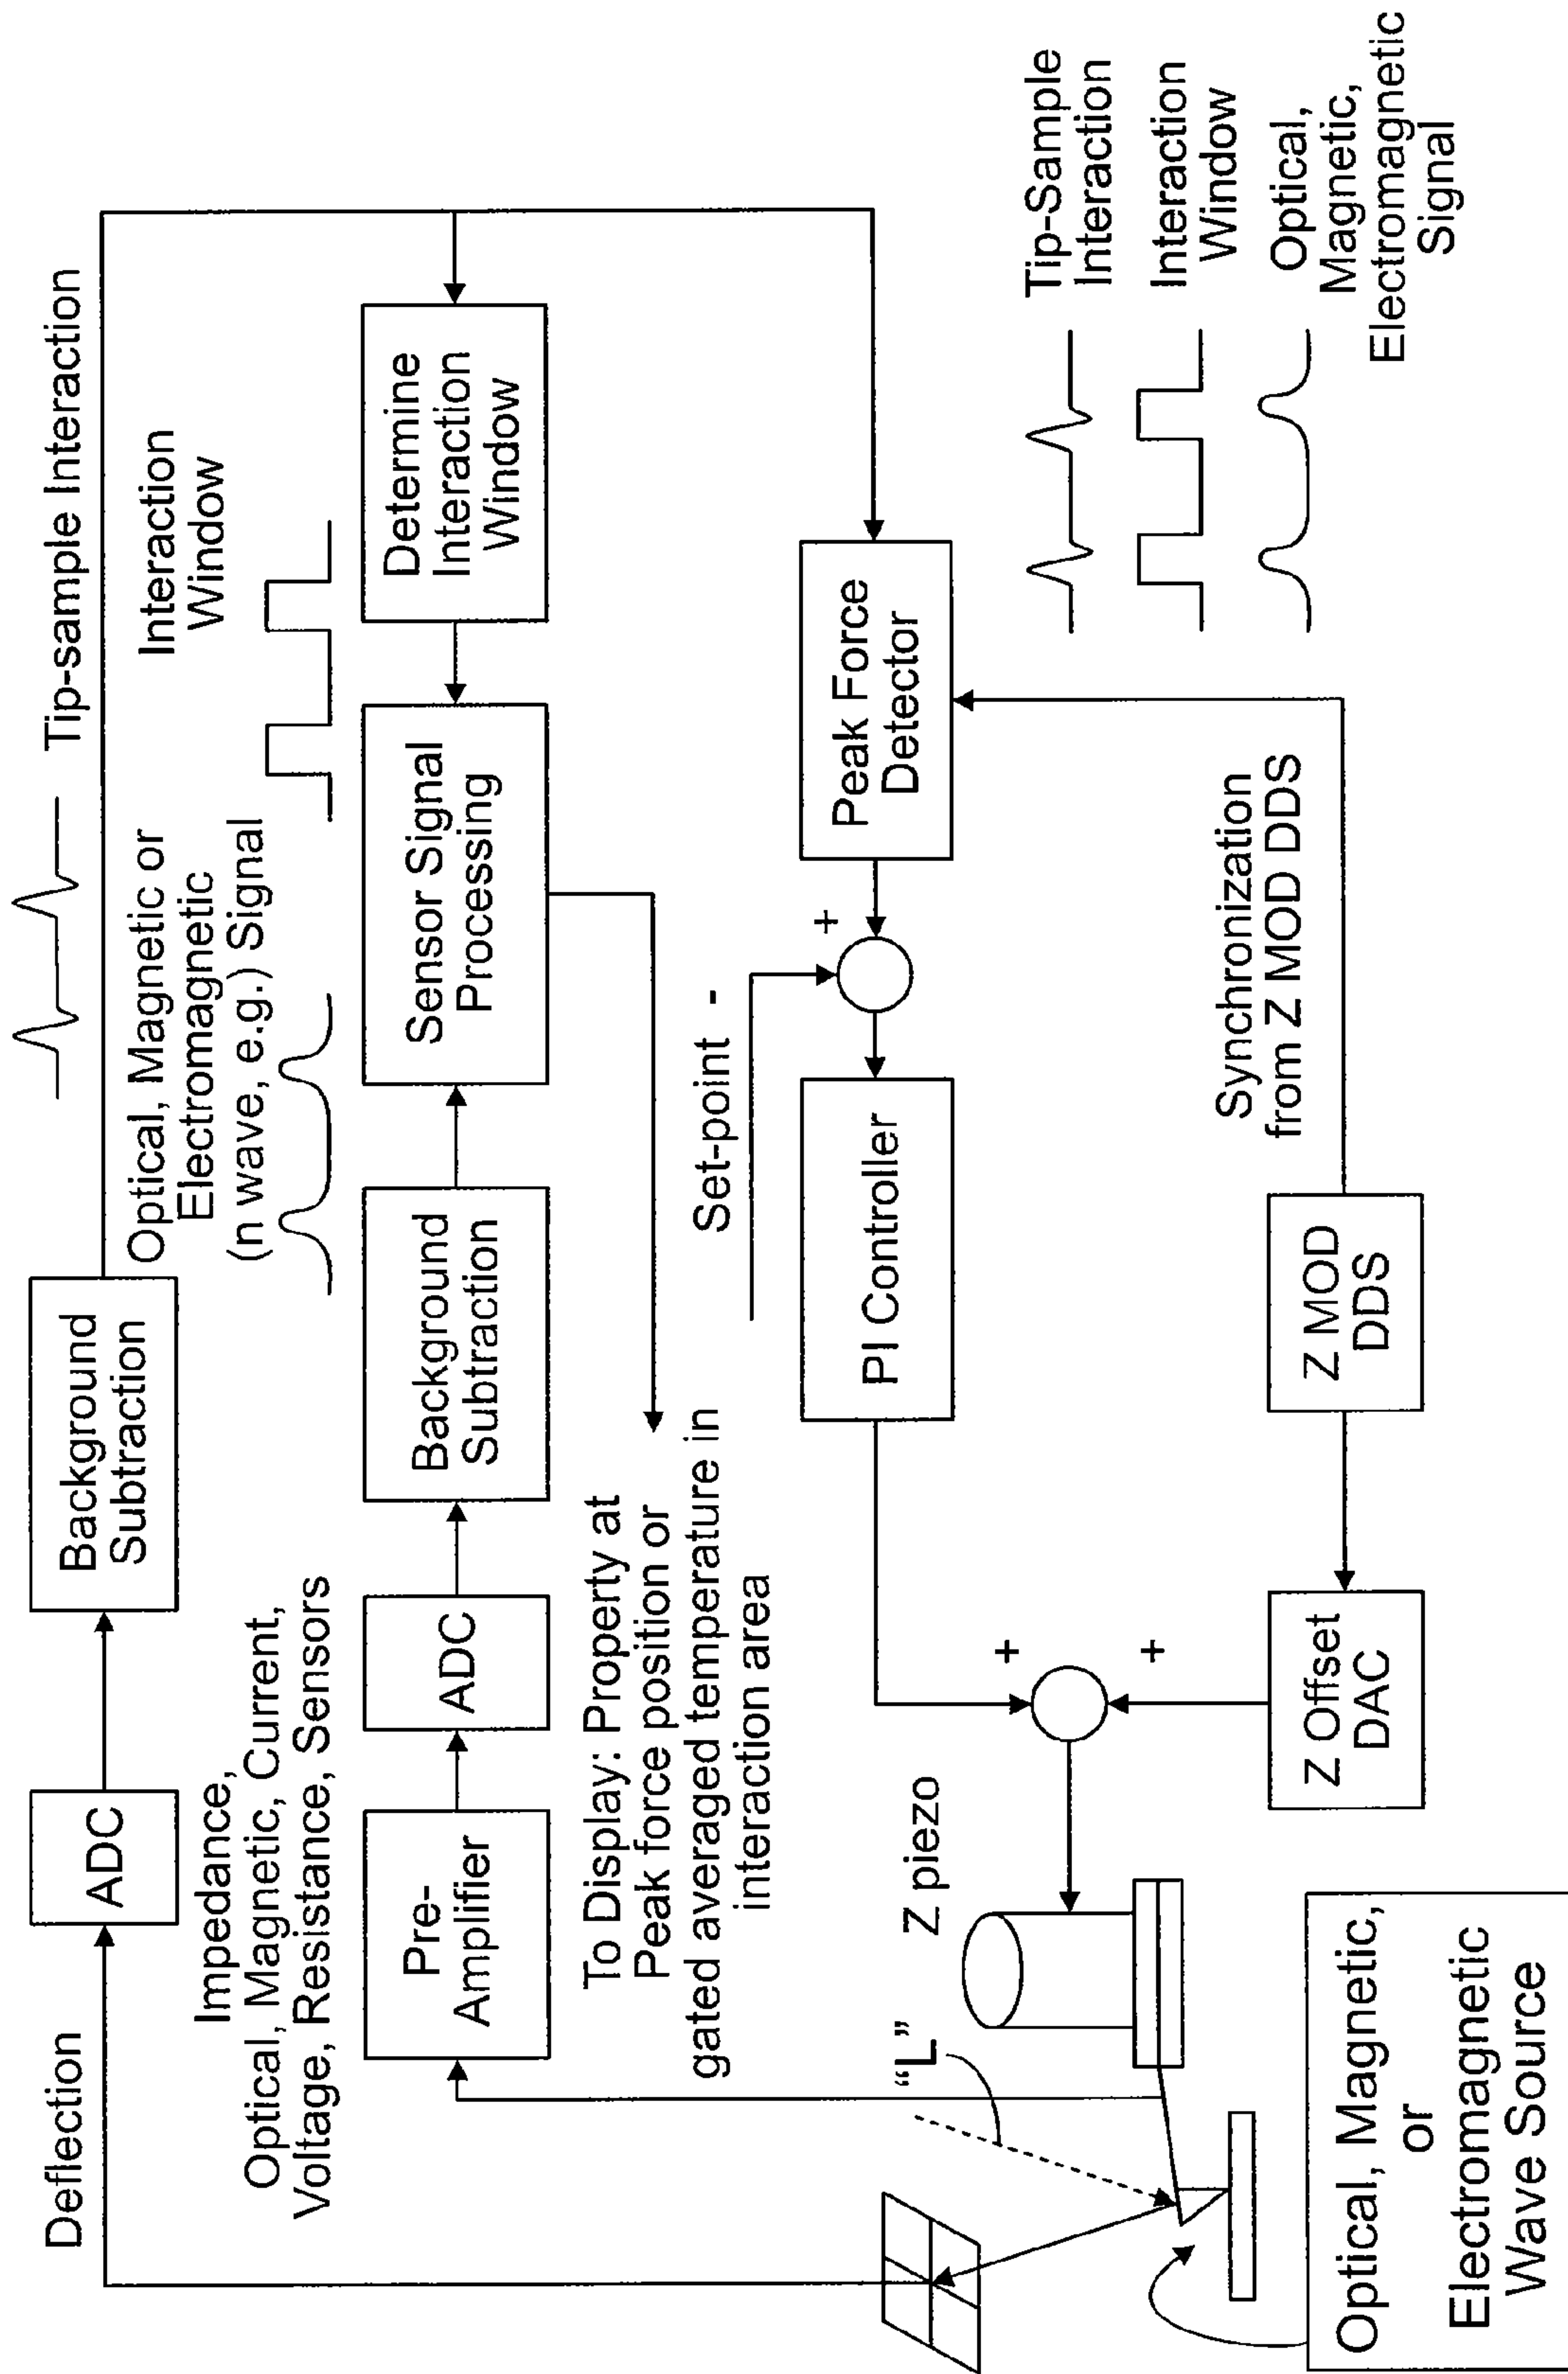 Deflection
ADC
Background
Subtraction
Tip-sample Interaction
Impedance,
Optical, Magnetic, Current,
Voltage, Resistance, Sensors
Optical, Magnetic or
Electromagnetic
(n wave, e.g.) Signal
Interaction
Window
Pre-
Amplifier
ADC
Background
Subtraction
Sensor Signal
Processing
Determine
Interaction
Window
To Display: Property at
Peak force position or
gated averaged temperature in
interaction area
Set-point -
+
PI Controller
Peak Force
Detector
"L"
Z piezo
+
+
Z Offset
DAC
Z MOD
DDS
Synchronization
from Z MOD DDS
Tip-Sample
Interaction
Interaction
Window
Optical,
Magnetic,
Electromagnetic
Signal
Optical, Magnetic,
or
Electromagnetic
Wave Source